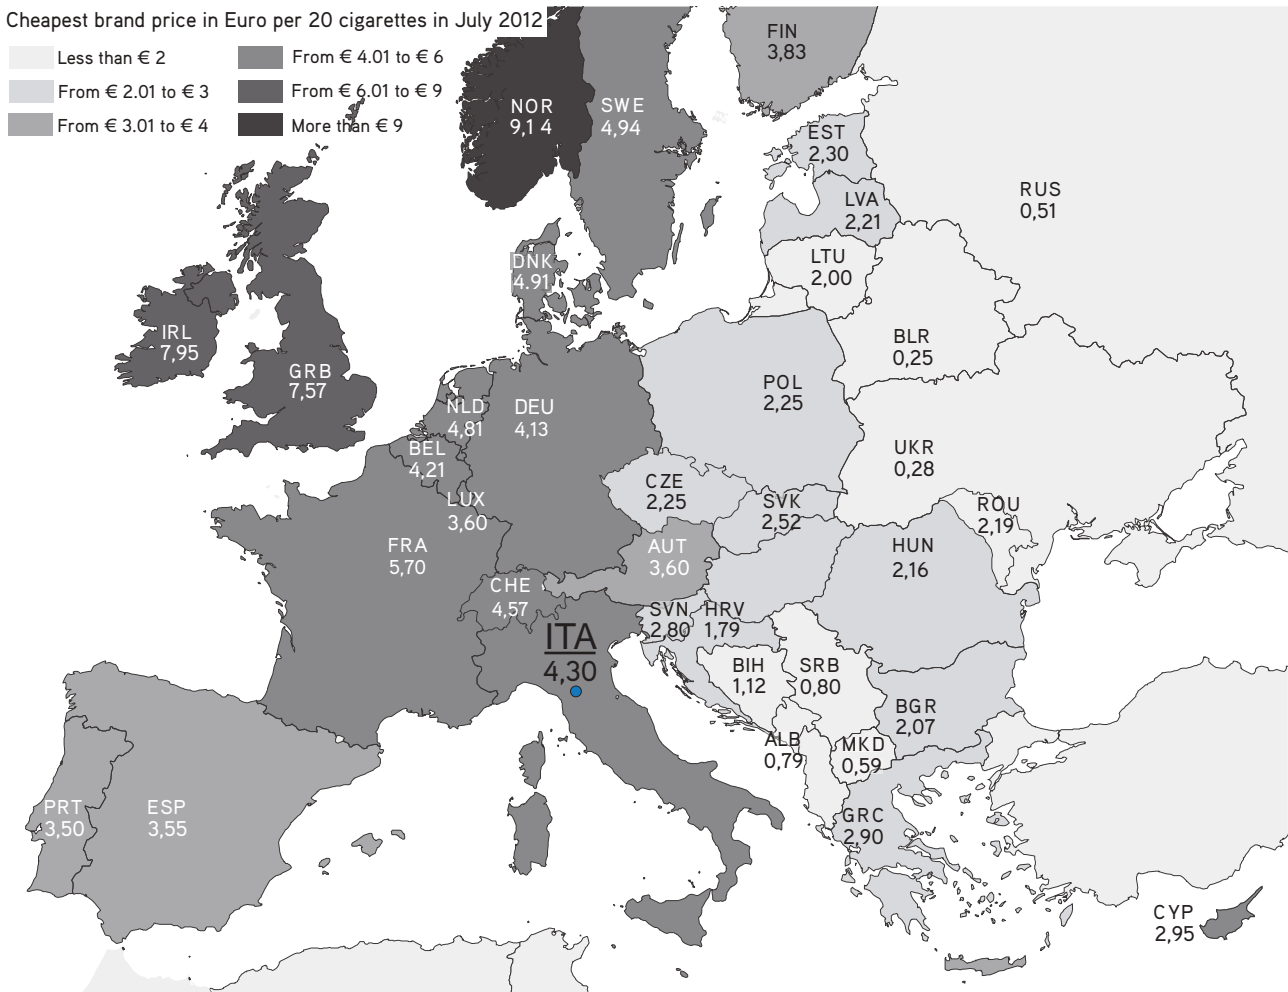 Cheapest brand price in Euro per 20 cigarettes in July 2012
Less than € 2
From € 2.01 to € 3
From € 3.01 to € 4
From € 4.01 to € 6
From € 6.01 to € 9
More than € 9
FIN
3,83
NOR
9,1 4
SWE
4,94
EST
2,30
RUS
0,51
LVA
2,21
LTU
2,00
DNK
4.91
IRL
7,95
GRB
7,57
BLR
0,25
POL
2,25
NLD
4,81
DEU
4,13
BEL
4,21
UKR
0,28
CZE
2,25
LUX
3,60
SVK
2,52
ROU
2,19
FRA
5,70
AUT
3,60
HUN
2,16
CHE
4,57
SVN
2,80
HRV
1,79
ITA
4,30
BIH
1,12
SRB
0,80
BGR
2,07
ALB
0,79
MKD
0,59
PRT
3,50
ESP
3,55
GRC
2,90
CYP
2,95